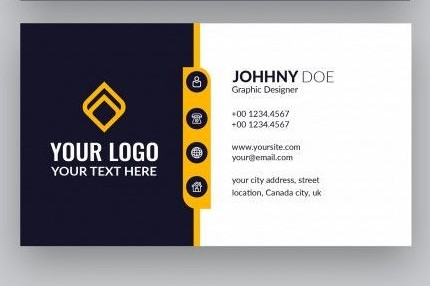 YOUR LOGO
YOUR TEXT HERE
JOHHNY DOE
Graphic Designer
+00 1234.4567
+00 1234.4567
www.yoursite.com
your@email.com
your city address, street
location, Canada city, uk